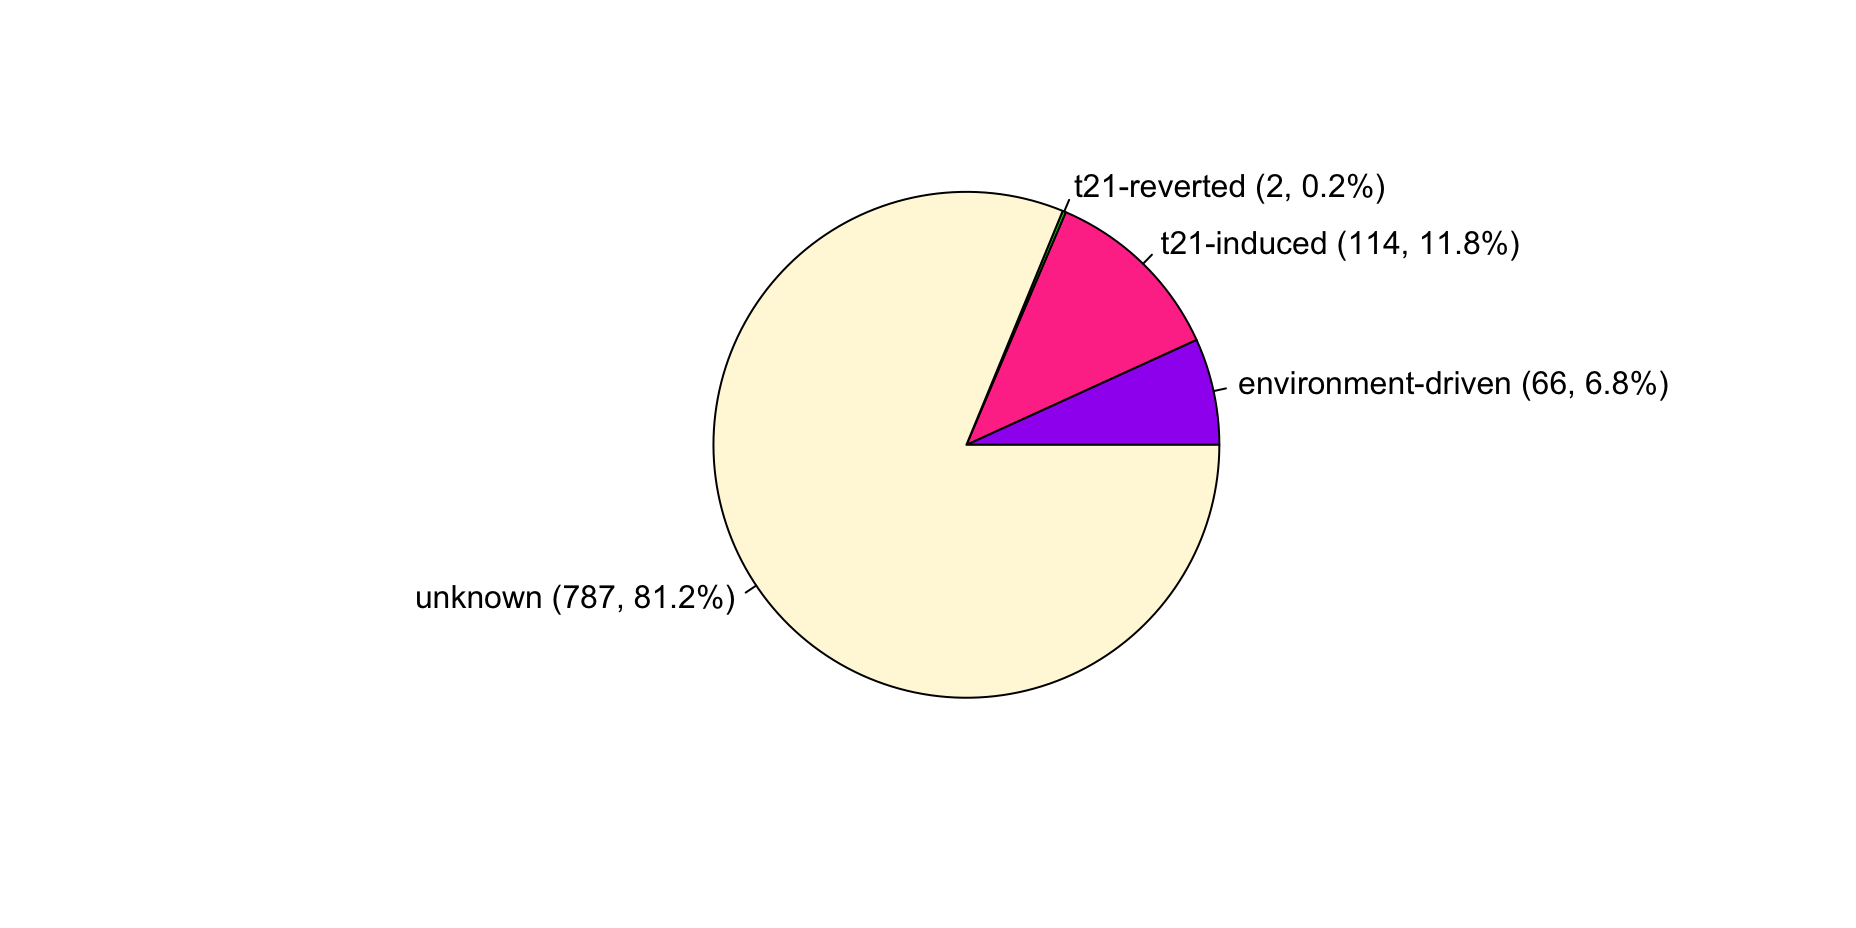 t21-reverted (2, 0.2%)
t21-induced (114, 11.8%)
environment-driven (66, 6.8%)
unknown (787, 81.2%)